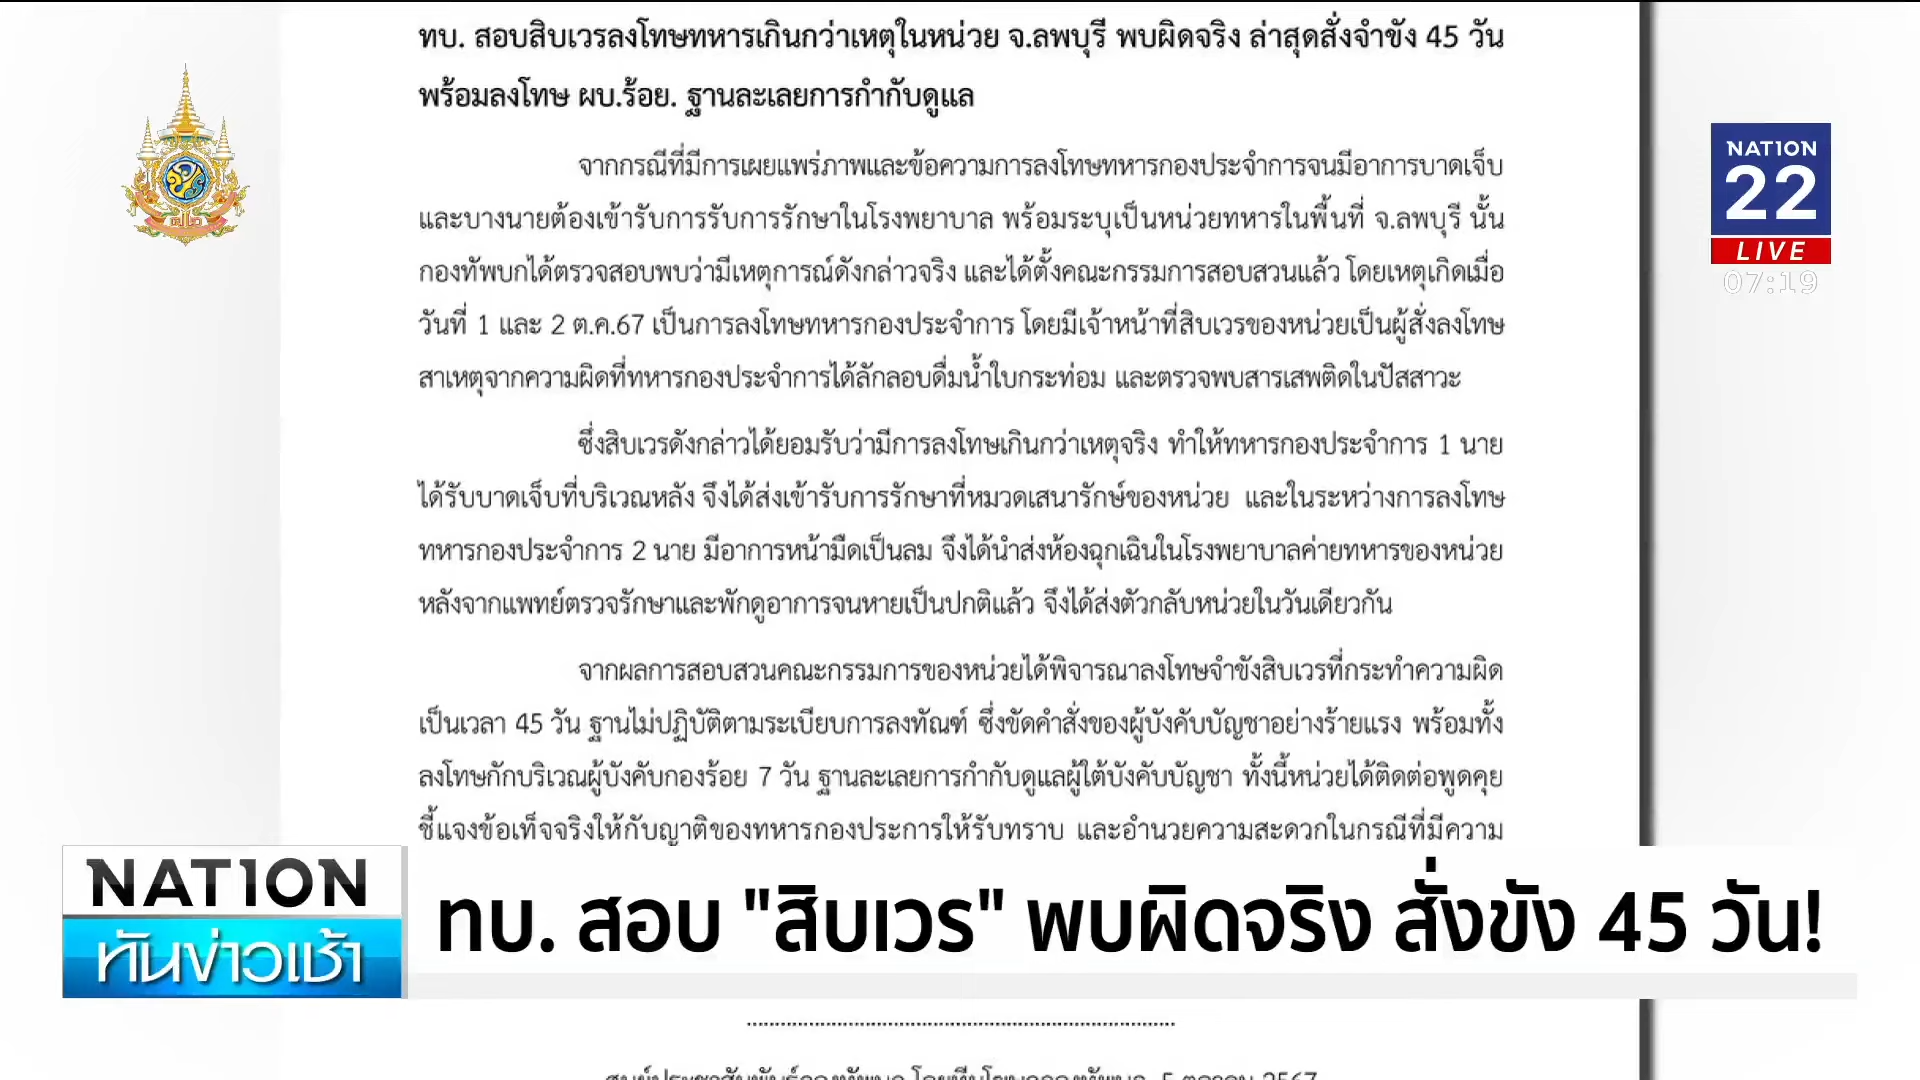 ทบ. สอบสิบเวรลงโทษทหารเกินกว่าเหตุในหน่วย จ.ลพบุรี พบผิดจริง ล่าสุดสั่งจำขัง 45 วัน
พร้อมลงโทษ ผบ.ร้อย. ฐานละเลยการกำกับดูแล
จากกรณีที่มีการเผยแพร่ภาพและข้อความการลงโทษทหารกองประจำการจนมีอาการบาดเจ็บ
และบางนายต้องเข้ารับการรับการรักษาในโรงพยาบาล พร้อมระบุเป็นหน่วยทหารในพื้นที่ จ.ลพบุรี นั้น
กองทัพบกได้ตรวจสอบพบว่ามีเหตุการณ์ดังกล่าวจริง และได้ตั้งคณะกรรมการสอบสวนแล้ว โดยเหตุเกิดเมื่อ
วันที่ 1 และ 2 ต.ค.67 เป็นการลงโทษทหารกองประจำการ โดยมีเจ้าหน้าที่สิบเวรของหน่วยเป็นผู้สั่งลงโทษ
สาเหตุจากความผิดที่ทหารกองประจำการได้ลักลอบดื่มน้ำใบกระท่อม และตรวจพบสารเสพติดในปัสสาวะ
ซึ่งสิบเวรดังกล่าวได้ยอมรับว่ามีการลงโทษเกินกว่าเหตุจริง ทำให้ทหารกองประจำการ 1 นาย
ได้รับบาดเจ็บที่บริเวณหลัง จึงได้ส่งเข้ารับการรักษาที่หมวดเสนารักษ์ของหน่วย และในระหว่างการลงโทษ
ทหารกองประจำการ 2 นาย มีอาการหน้ามืดเป็นลม จึงได้นำส่งห้องฉุกเฉินในโรงพยาบาลค่ายทหารของหน่วย
หลังจากแพทย์ตรวจรักษาและพักดูอาการจนหายเป็นปกติแล้ว จึงได้ส่งตัวกลับหน่วยในวันเดียวกัน
จากผลการสอบสวนคณะกรรมการของหน่วยได้พิจารณาลงโทษจำขังสิบเวรที่กระทำความผิด
เป็นเวลา 45 วัน ฐานไม่ปฏิบัติตามระเบียบการลงทัณฑ์ ซึ่งขัดคำสั่งของผู้บังคับบัญชาอย่างร้ายแรง พร้อมทั้ง
ลงโทษกักบริเวณผู้บังคับกองร้อย 7 วัน ฐานละเลยการกำกับดูแลผู้ใต้บังคับบัญชา ทั้งนี้หน่วยได้ติดต่อพูดคุย
ชี้แจงข้อเท็จจริงให้กับญาติของทหารกองประการให้รับทราบ และอำนวยความสะดวกในกรณีที่มีความ
NATION
22
LIVE
07:19
NATION
ทันข่าวเช้า
ทบ. สอบ "สิบเวร" พบผิดจริง สั่งขัง 45 วัน!